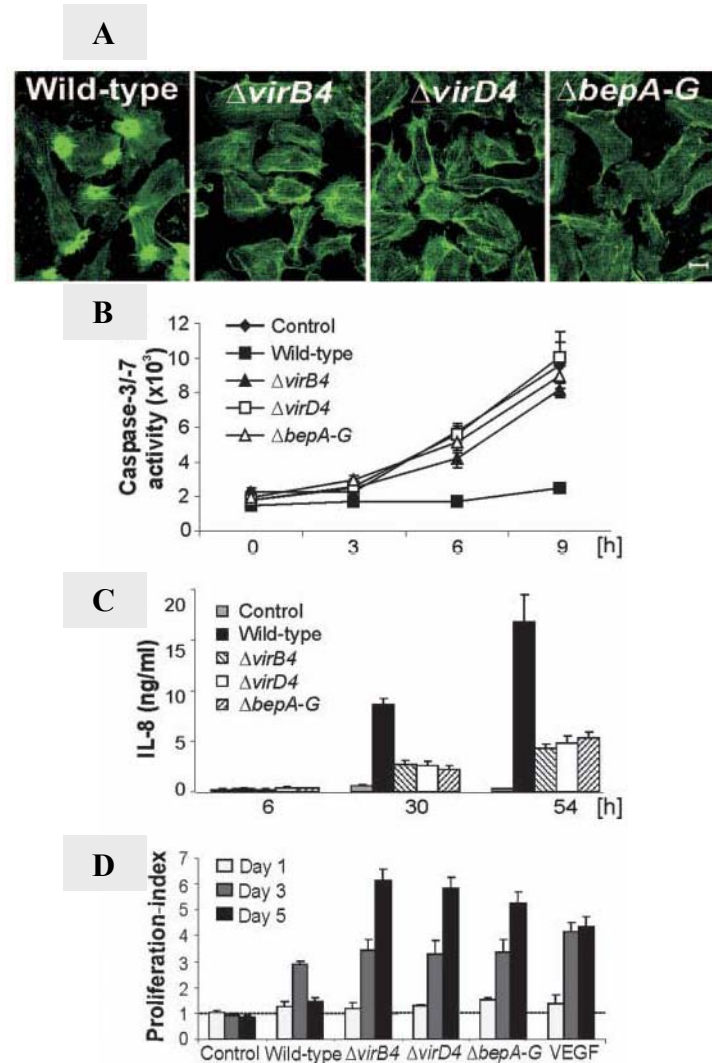 A
Wild-type ΔvirB4 ΔvirD4 ΔbepA-G
B
Caspase-3/-7
activity (x10³)
12
10
8
6
4
2
0
Control
Wild-type
ΔvirB4
ΔvirD4
ΔbepA-G
0 3 6 9 [h]
C
IL-8 (ng/ml)
20
15
10
5
0
Control
Wild-type
ΔvirB4
ΔvirD4
ΔbepA-G
6 30 54 [h]
D
Proliferation-index
7
6
5
4
3
2
1
0
Day 1
Day 3
Day 5
Control Wild-type ΔvirB4 ΔvirD4 ΔbepA-G VEGF